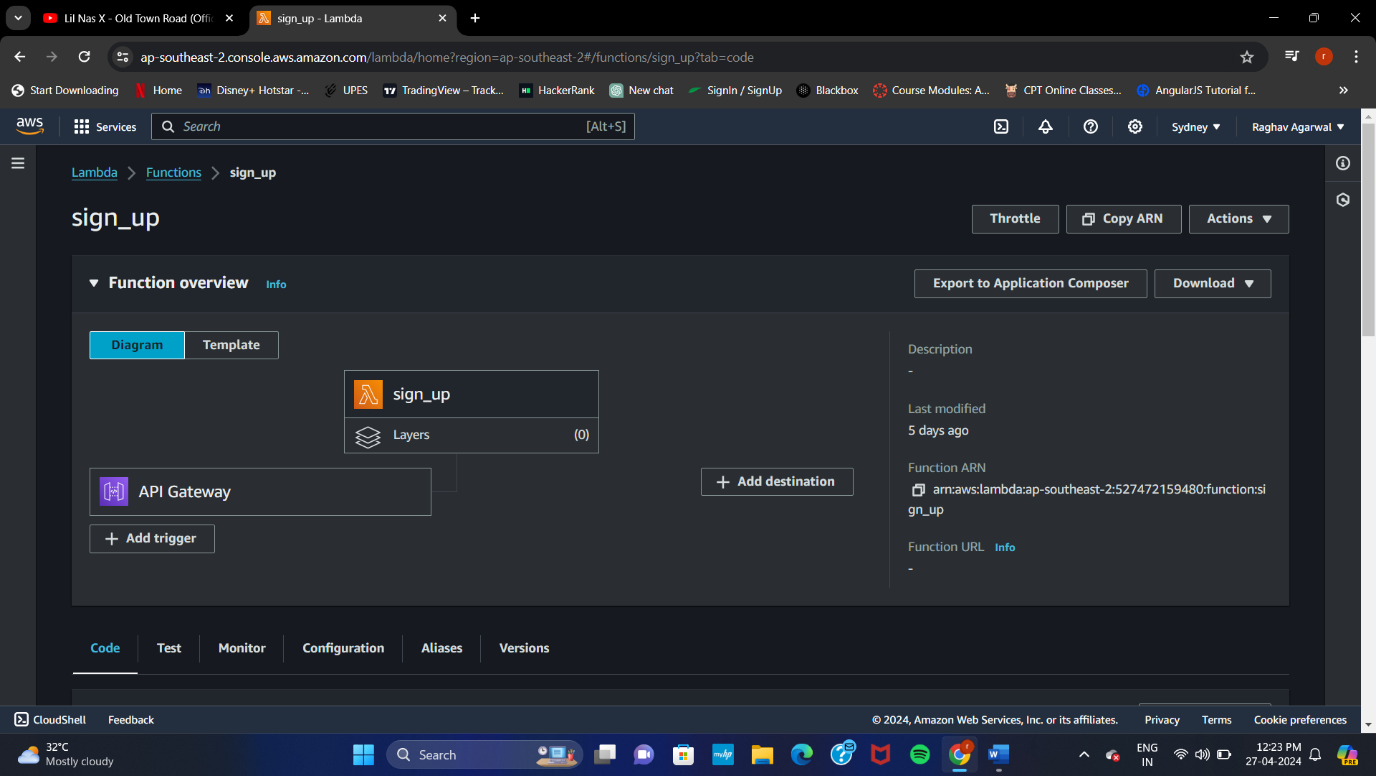 Lil Nas X - Old Town Road (Offic
sign_up - Lambda
ap-southeast-2.console.aws.amazon.com/lambda/home?region=ap-southeast-2#/functions/sign_up?tab=code
r
Start Downloading
Home
Disney+ Hotstar -...
UPES
TradingView – Track...
HackerRank
New chat
SignIn / SignUp
Blackbox
Course Modules: A...
CPT Online Classes...
AngularJS Tutorial f...
aws
Services
Search
[Alt+S]
Sydney
Raghav Agarwal
Lambda
Functions
sign_up
sign_up
Throttle
Copy ARN
Actions
Function overview
Info
Export to Application Composer
Download
Diagram
Template
sign_up
Layers
(0)
API Gateway
+ Add trigger
+ Add destination
Description
-
Last modified
5 days ago
Function ARN
arn:aws:lambda:ap-southeast-2:527472159480:function:si
gn_up
Function URL
Info
-
Code
Test
Monitor
Configuration
Aliases
Versions
CloudShell
Feedback
© 2024, Amazon Web Services, Inc. or its affiliates.
Privacy
Terms
Cookie preferences
32°C
Mostly cloudy
Search
ENG
IN
12:23 PM
27-04-2024
PRE